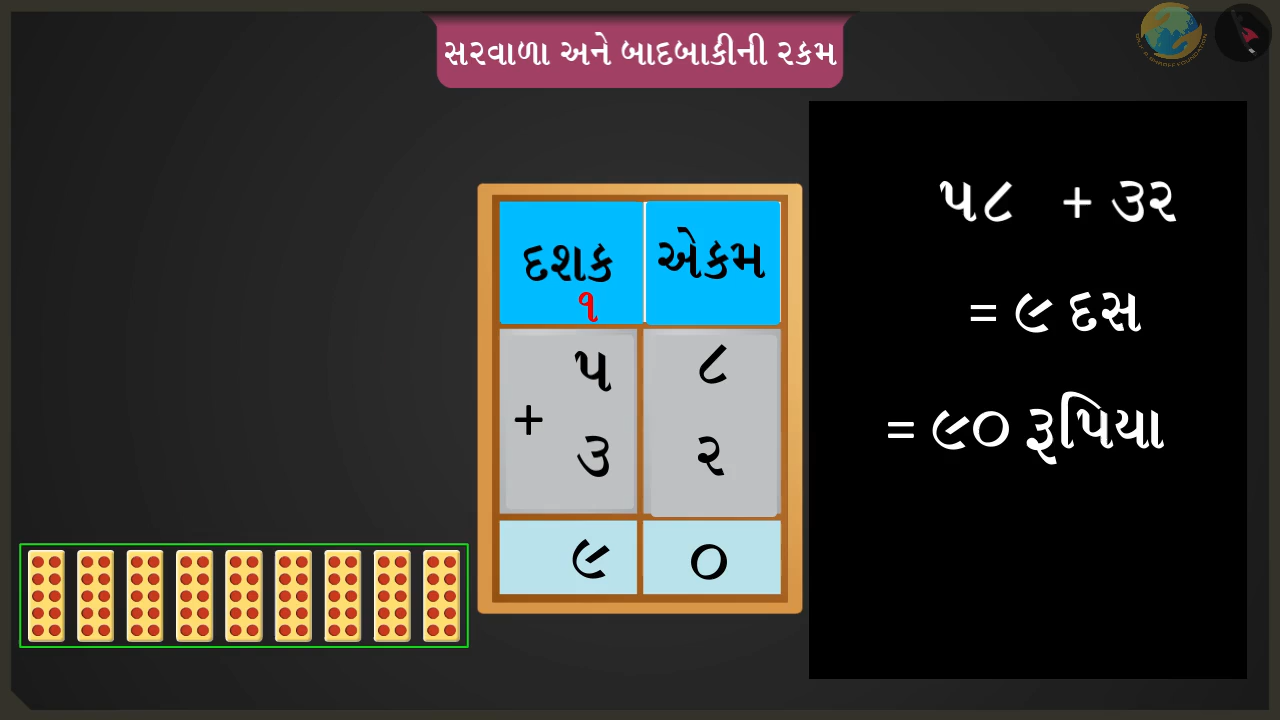 સરવાળા અને બાદબાકીની રકમ
દશક એકમ
૧
૫ ૮
+
૩ ૨
૯ ૦
૫૮ + ૩૨
= ૯ દસ
= ૯૦ રૂપિયા